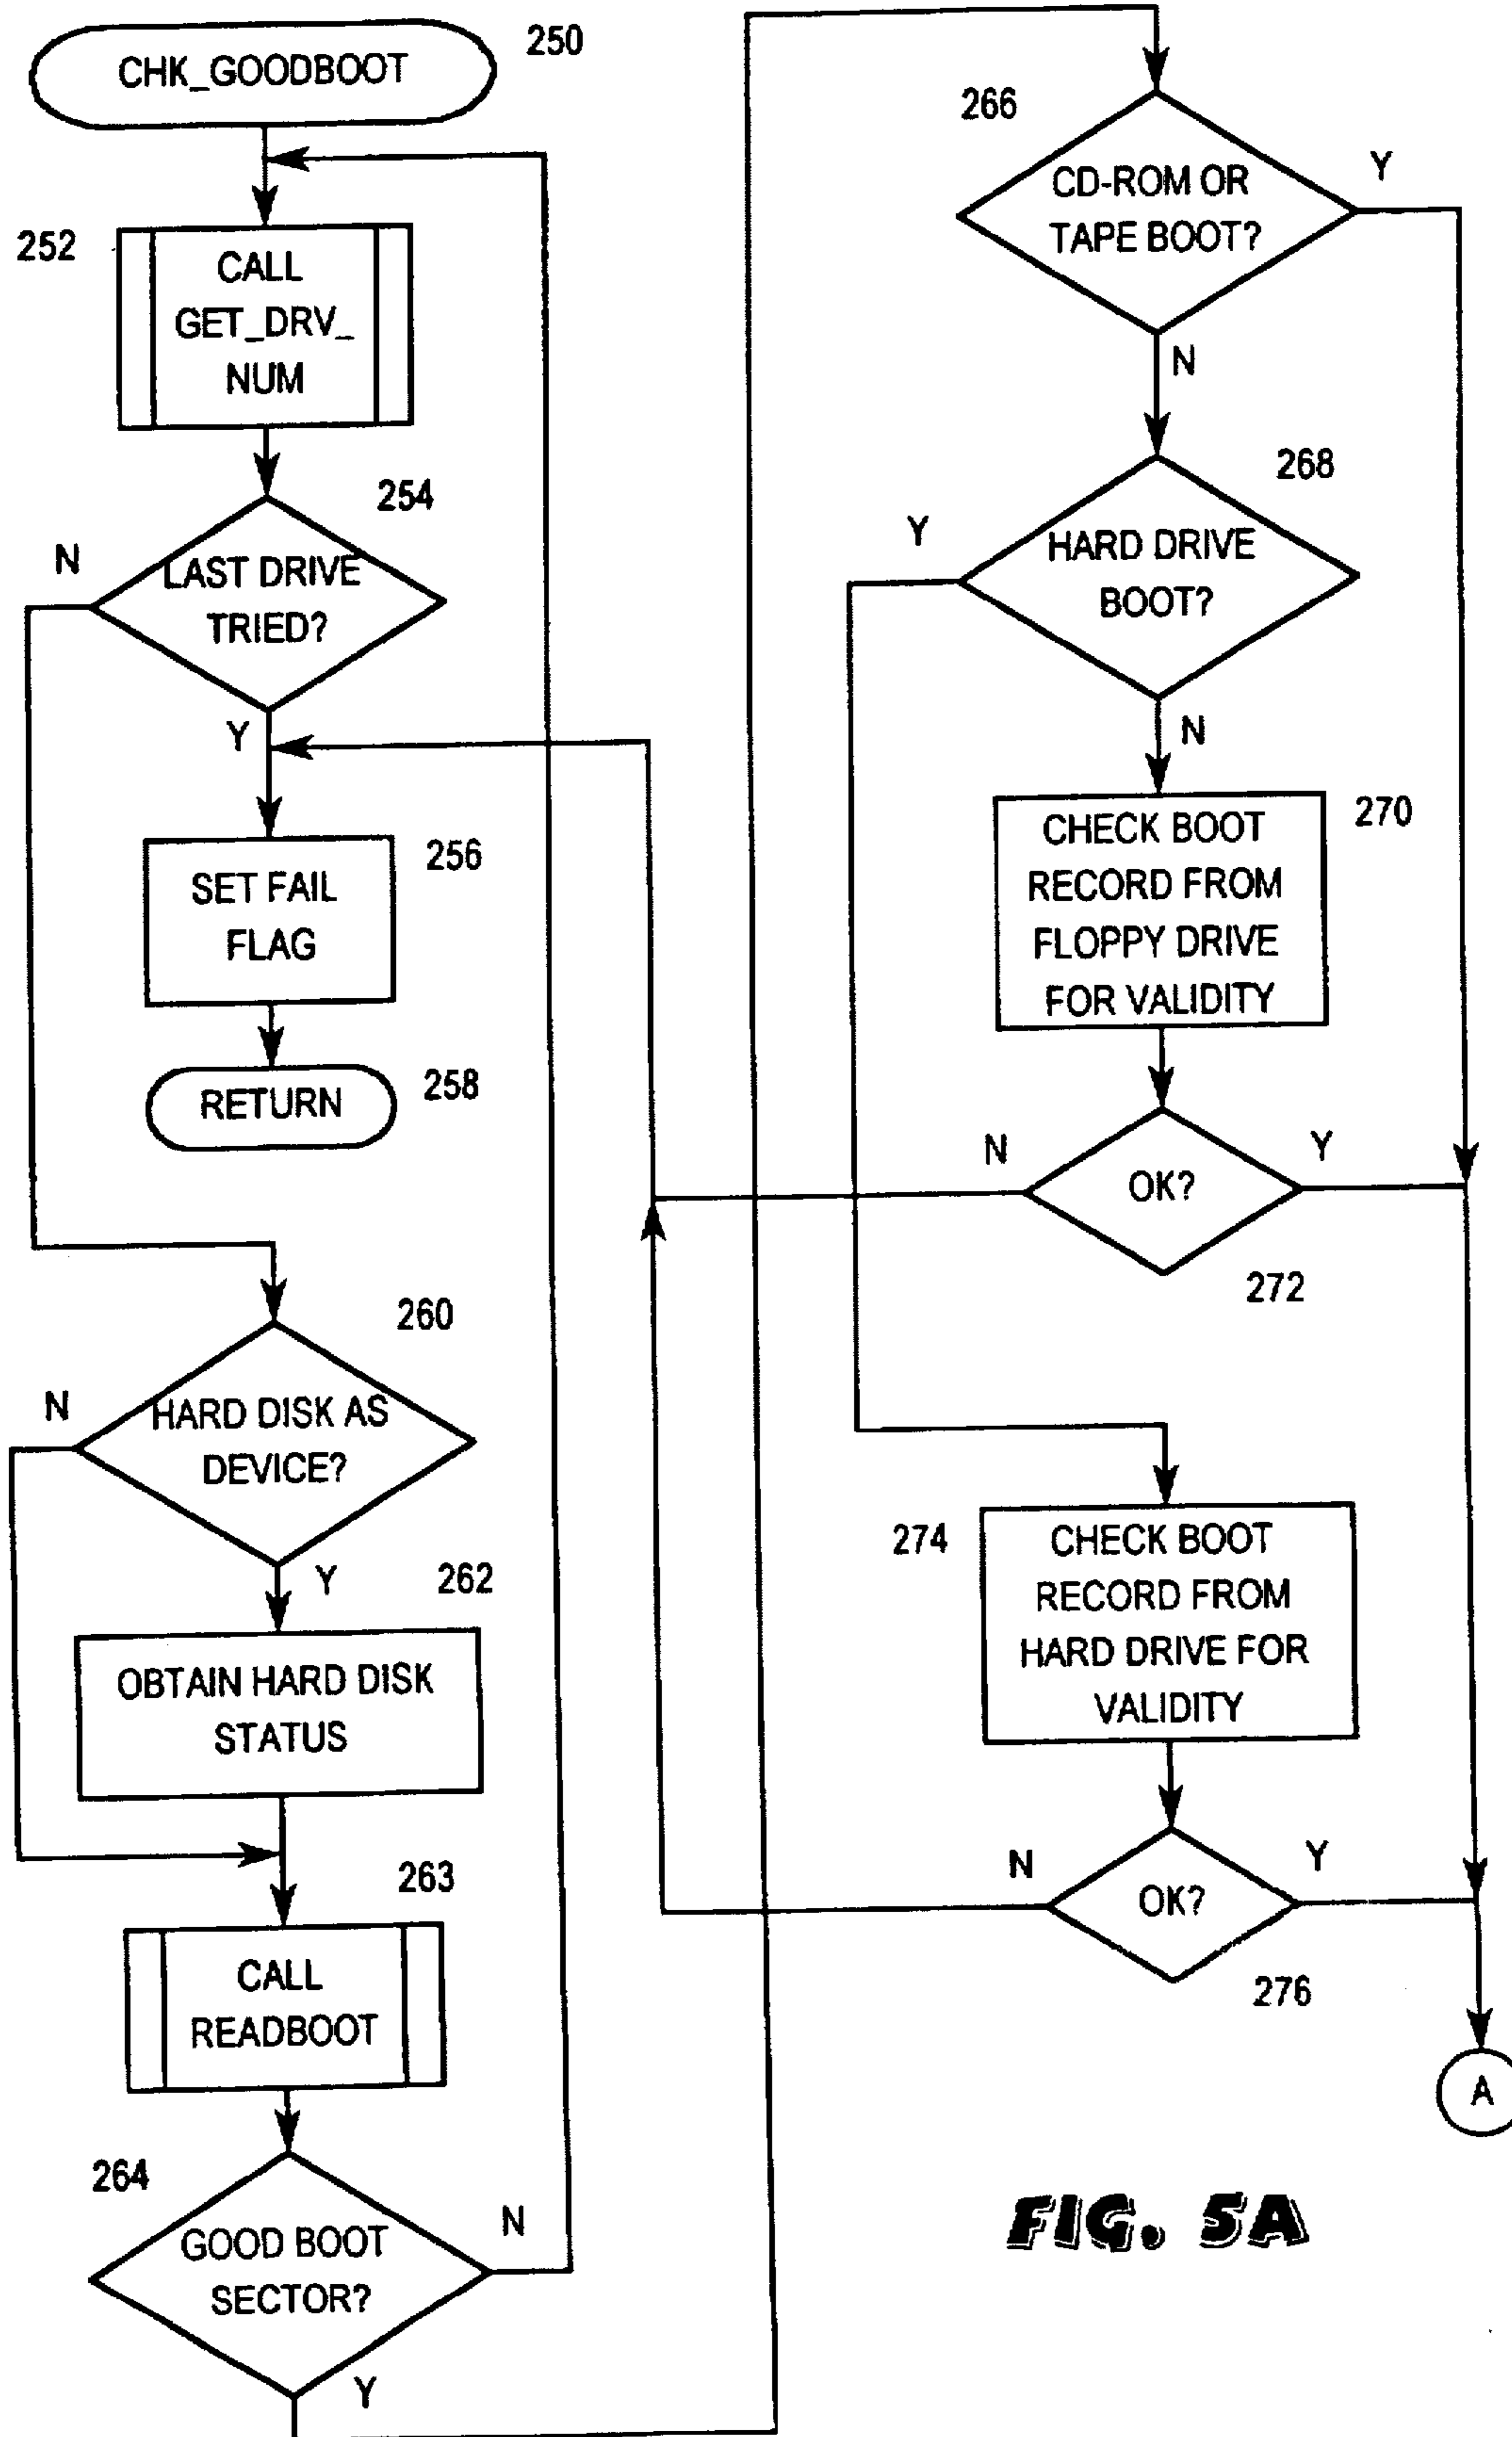 CHK_GOODBOOT
250
252
CALL
GET_DRV_
NUM
254
N
LAST DRIVE
TRIED?
Y
256
SET FAIL
FLAG
RETURN
258
260
N
HARD DISK AS
DEVICE?
Y
262
OBTAIN HARD DISK
STATUS
263
CALL
READBOOT
264
GOOD BOOT
SECTOR?
N
Y
266
CD-ROM OR
TAPE BOOT?
Y
N
268
Y
HARD DRIVE
BOOT?
N
270
CHECK BOOT
RECORD FROM
FLOPPY DRIVE
FOR VALIDITY
N
OK?
Y
272
274
CHECK BOOT
RECORD FROM
HARD DRIVE FOR
VALIDITY
N
OK?
Y
276
A
FIG. 5A